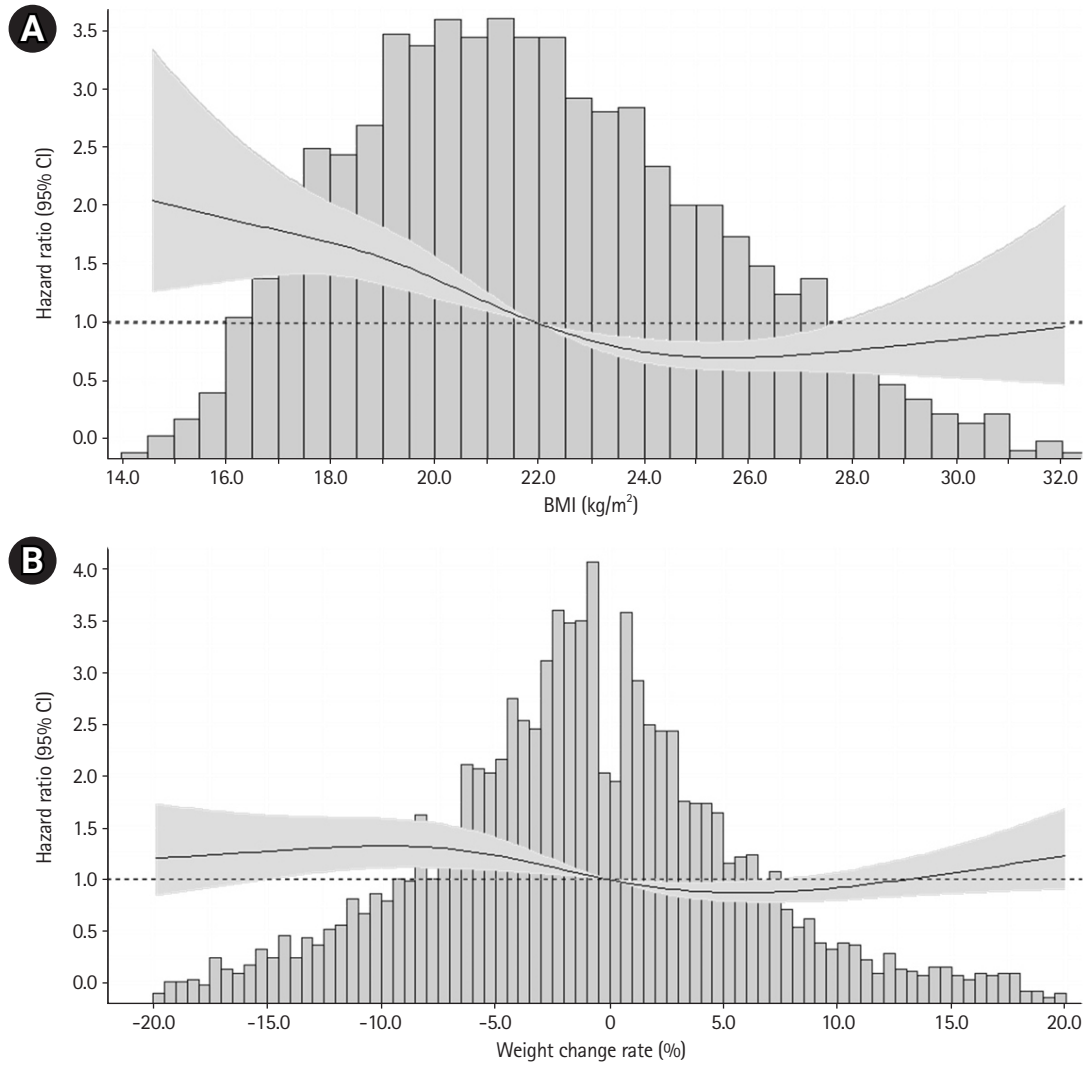 A
Hazard ratio (95% CI)
3.5
3.0
2.5
2.0
1.5
1.0
0.5
0.0
14.0 16.0 18.0 20.0 22.0 24.0 26.0 28.0 30.0 32.0
BMI (kg/m²)
B
Hazard ratio (95% CI)
4.0
3.5
3.0
2.5
2.0
1.5
1.0
0.5
0.0
−20.0 −15.0 −10.0 −5.0 0 5.0 10.0 15.0 20.0
Weight change rate (%)